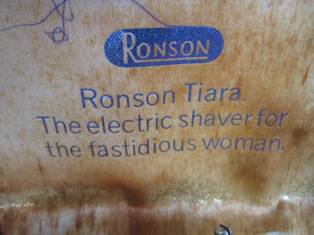 RONSON
Ronson Tiara.
The electric shaver for
the fastidious woman.